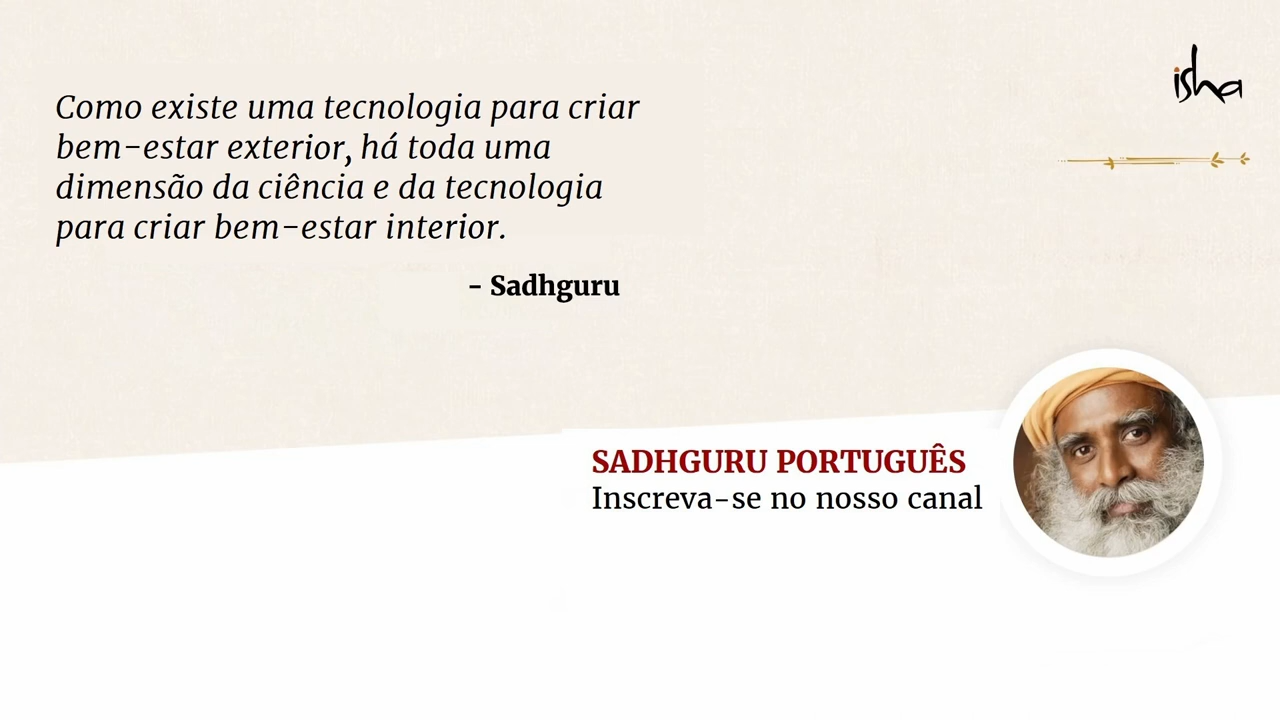 Como existe uma tecnologia para criar
bem-estar exterior, há toda uma
dimensão da ciência e da tecnologia
para criar bem-estar interior.
- Sadhguru
isha
SADHGURU PORTUGUÊS
Inscreva-se no nosso canal